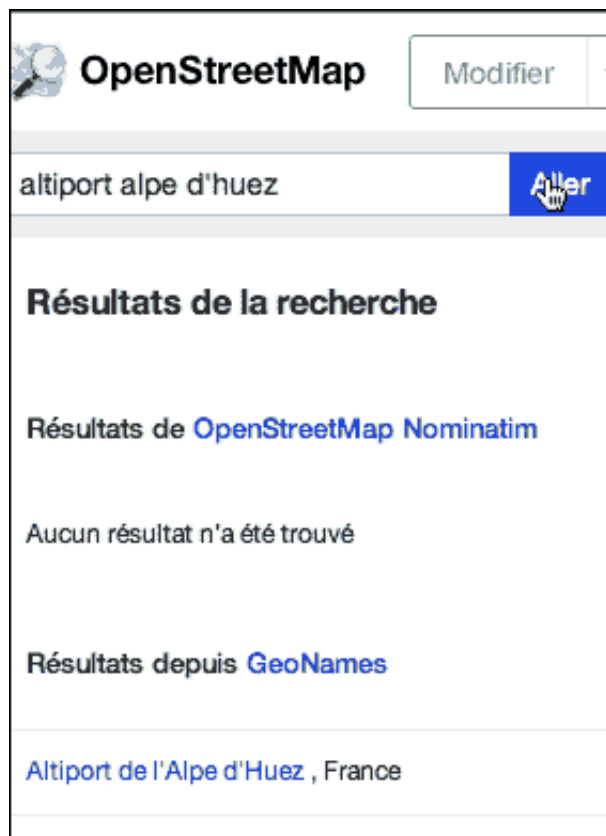 OpenStreetMap Modifier
altiport alpe d'huez Aller
Résultats de la recherche
Résultats de OpenStreetMap Nominatim
Aucun résultat n'a été trouvé
Résultats depuis GeoNames
Altiport de l'Alpe d'Huez , France